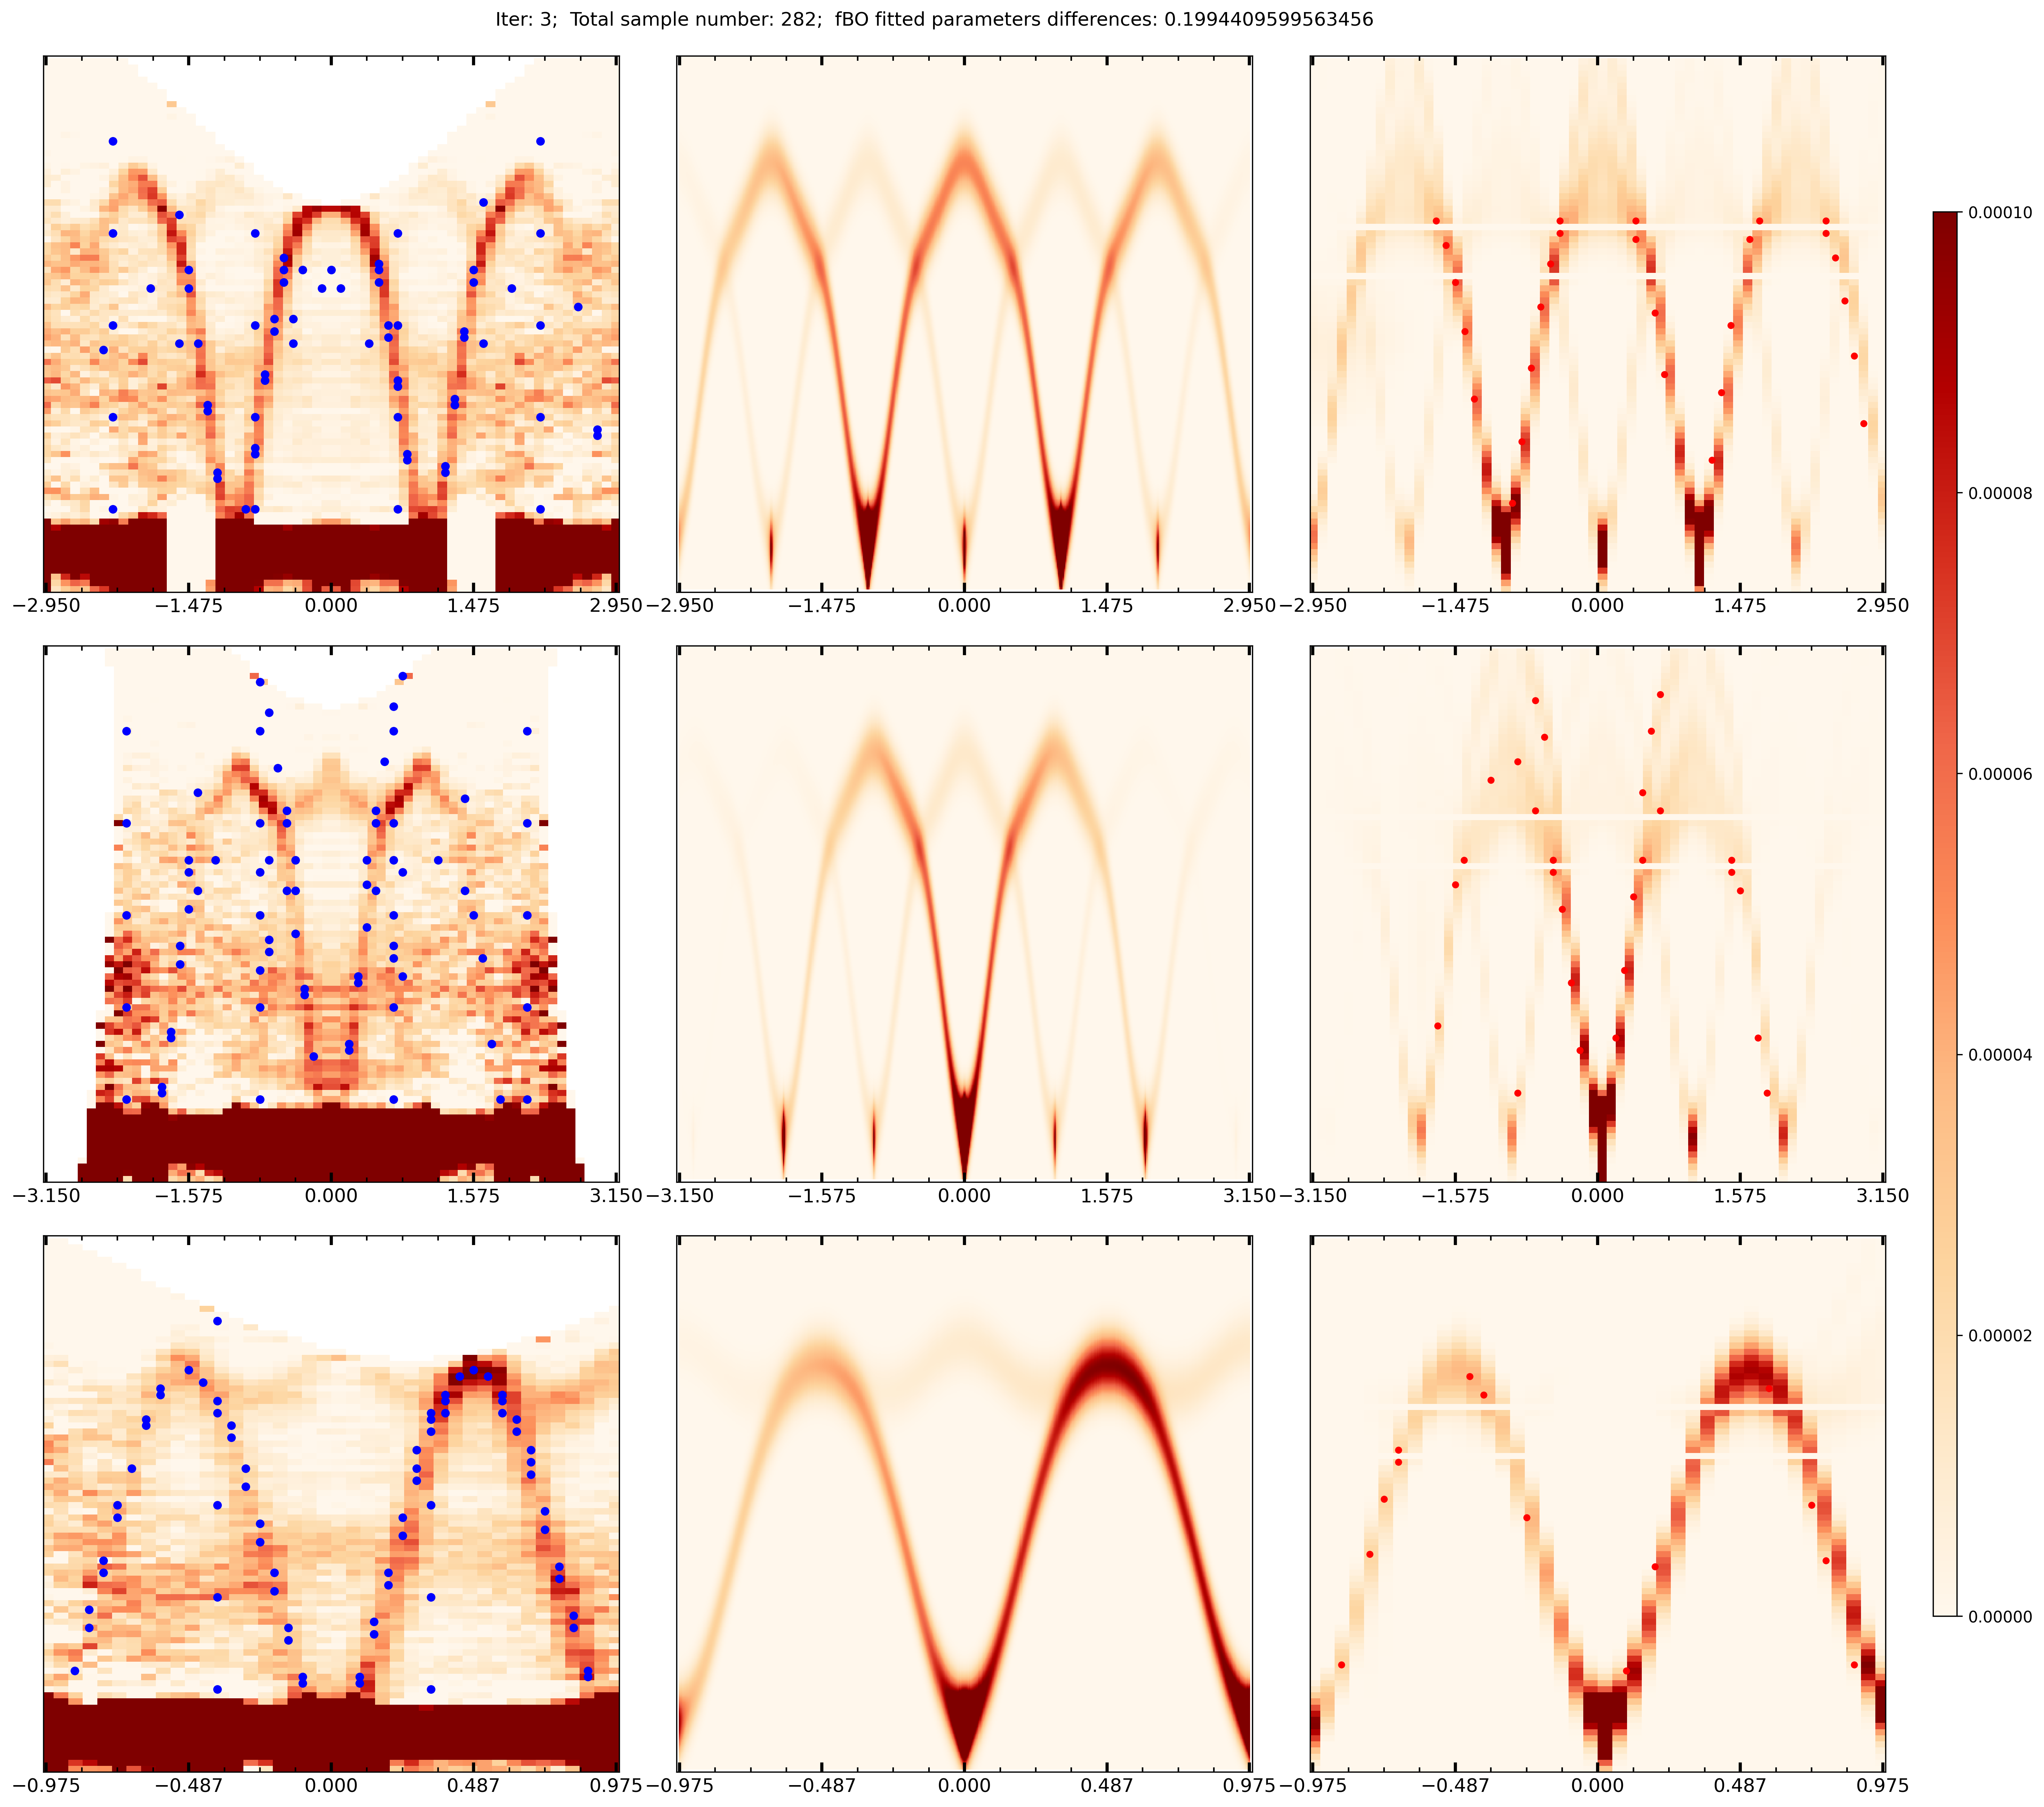 Iter: 3;  Total sample number: 282;  fBO fitted parameters differences: 0.1994409599563456
−2.950 −1.475 0.000 1.475 2.950 −2.950 −1.475 0.000 1.475 2.950 −2.950 −1.475 0.000 1.475 2.950
−3.150 −1.575 0.000 1.575 3.150 −3.150 −1.575 0.000 1.575 3.150 −3.150 −1.575 0.000 1.575 3.150
−0.975 −0.487 0.000 0.487 0.975 −0.975 −0.487 0.000 0.487 0.975 −0.975 −0.487 0.000 0.487 0.975
0.00010
0.00008
0.00006
0.00004
0.00002
0.00000